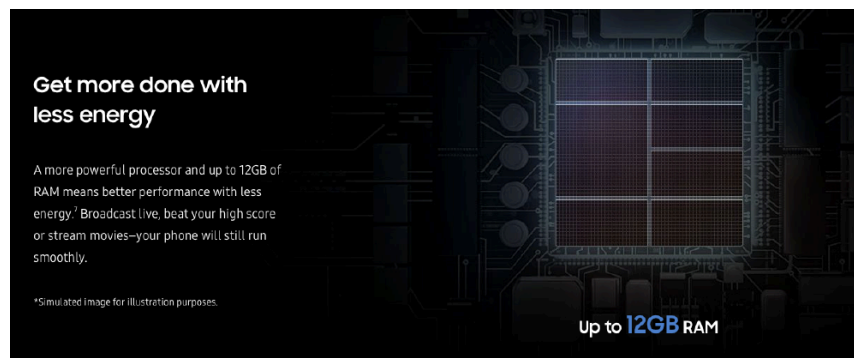 Get more done with
less energy
A more powerful processor and up to 12GB of
RAM means better performance with less
energy.⁷ Broadcast live, beat your high score
or stream movies—your phone will still run
smoothly.
*Simulated image for illustration purposes.
Up to 12GB RAM